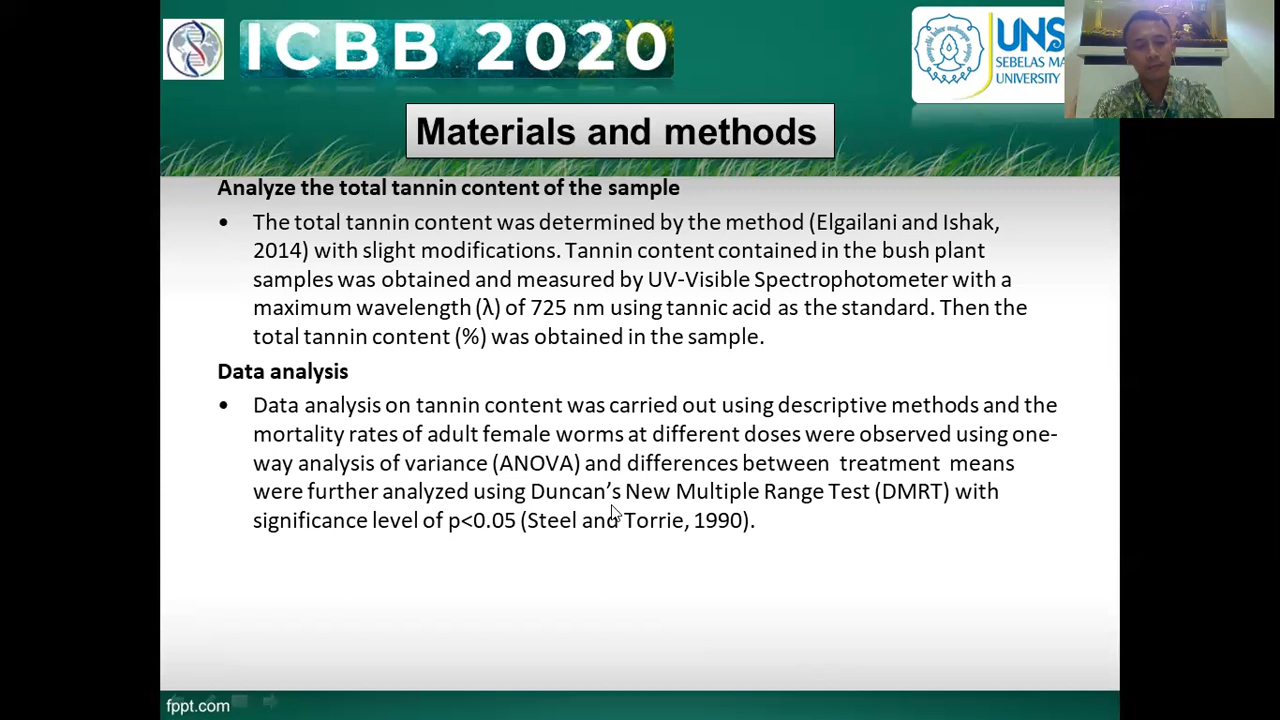 ICBB 2020
UNS
SEBELAS MA
UNIVERSITY
Materials and methods
Analyze the total tannin content of the sample
• The total tannin content was determined by the method (Elgailani and Ishak,
2014) with slight modifications. Tannin content contained in the bush plant
samples was obtained and measured by UV-Visible Spectrophotometer with a
maximum wavelength (λ) of 725 nm using tannic acid as the standard. Then the
total tannin content (%) was obtained in the sample.
Data analysis
• Data analysis on tannin content was carried out using descriptive methods and the
mortality rates of adult female worms at different doses were observed using one-
way analysis of variance (ANOVA) and differences between treatment means
were further analyzed using Duncan’s New Multiple Range Test (DMRT) with
significance level of p<0.05 (Steel and Torrie, 1990).
fppt.com